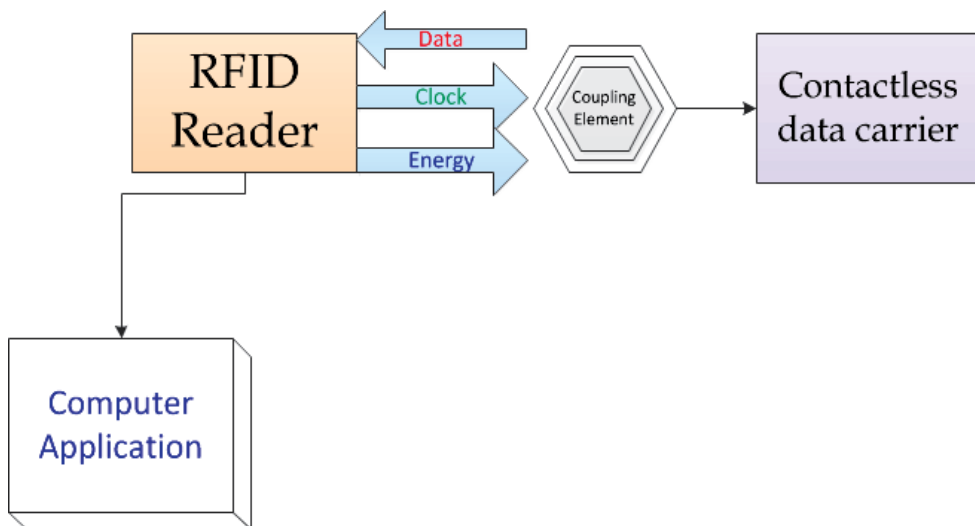 Data
RFID
Reader
Clock
Energy
Coupling
Element
Contactless
data carrier
Computer
Application